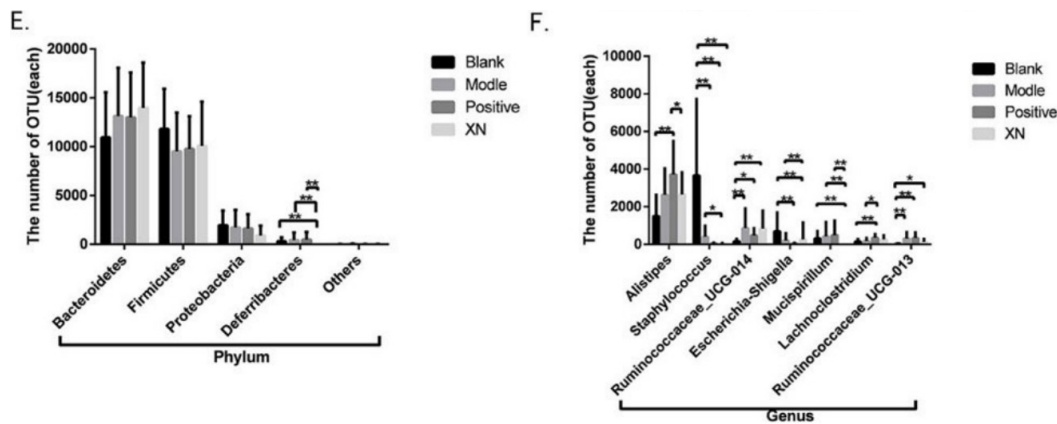 E.
The number of OTU(each)
20000
15000
10000
5000
0
Blank
Modle
Positive
XN
**
**
**
Bacteroidetes
Firmicutes
Proteobacteria
Deferribacteres
Others
Phylum
F.
The number of OTU(each)
10000
8000
6000
4000
2000
0
Blank
Modle
Positive
XN
**
**
**
*
**
*
**
*
**
**
**
**
**
**
*
**
*
**
**
Alistipes
Staphylococcus
Ruminococcaceae_UCG-014
Escherichia-Shigella
Mucispirillum
Lachnoclostridium
Ruminococcaceae_UCG-013
Genus